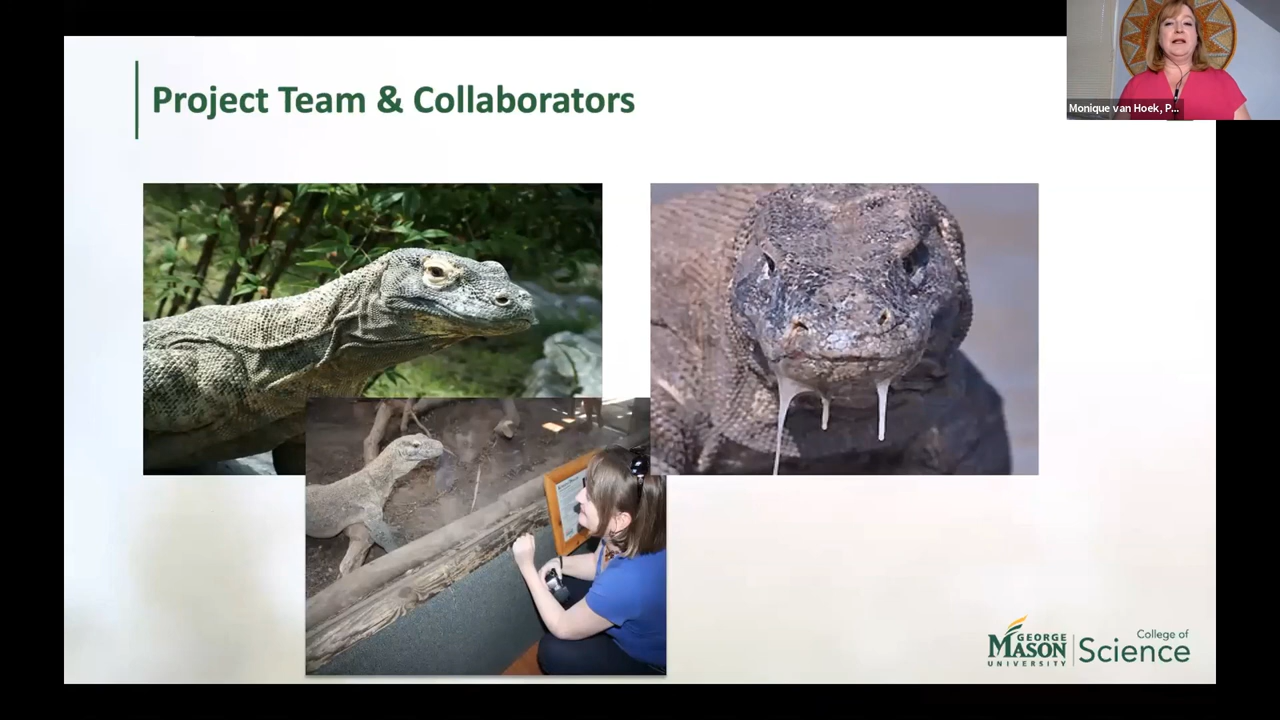 Project Team & Collaborators
Monique van Hoek, P...
GEORGE
MASON
UNIVERSITY
College of
Science